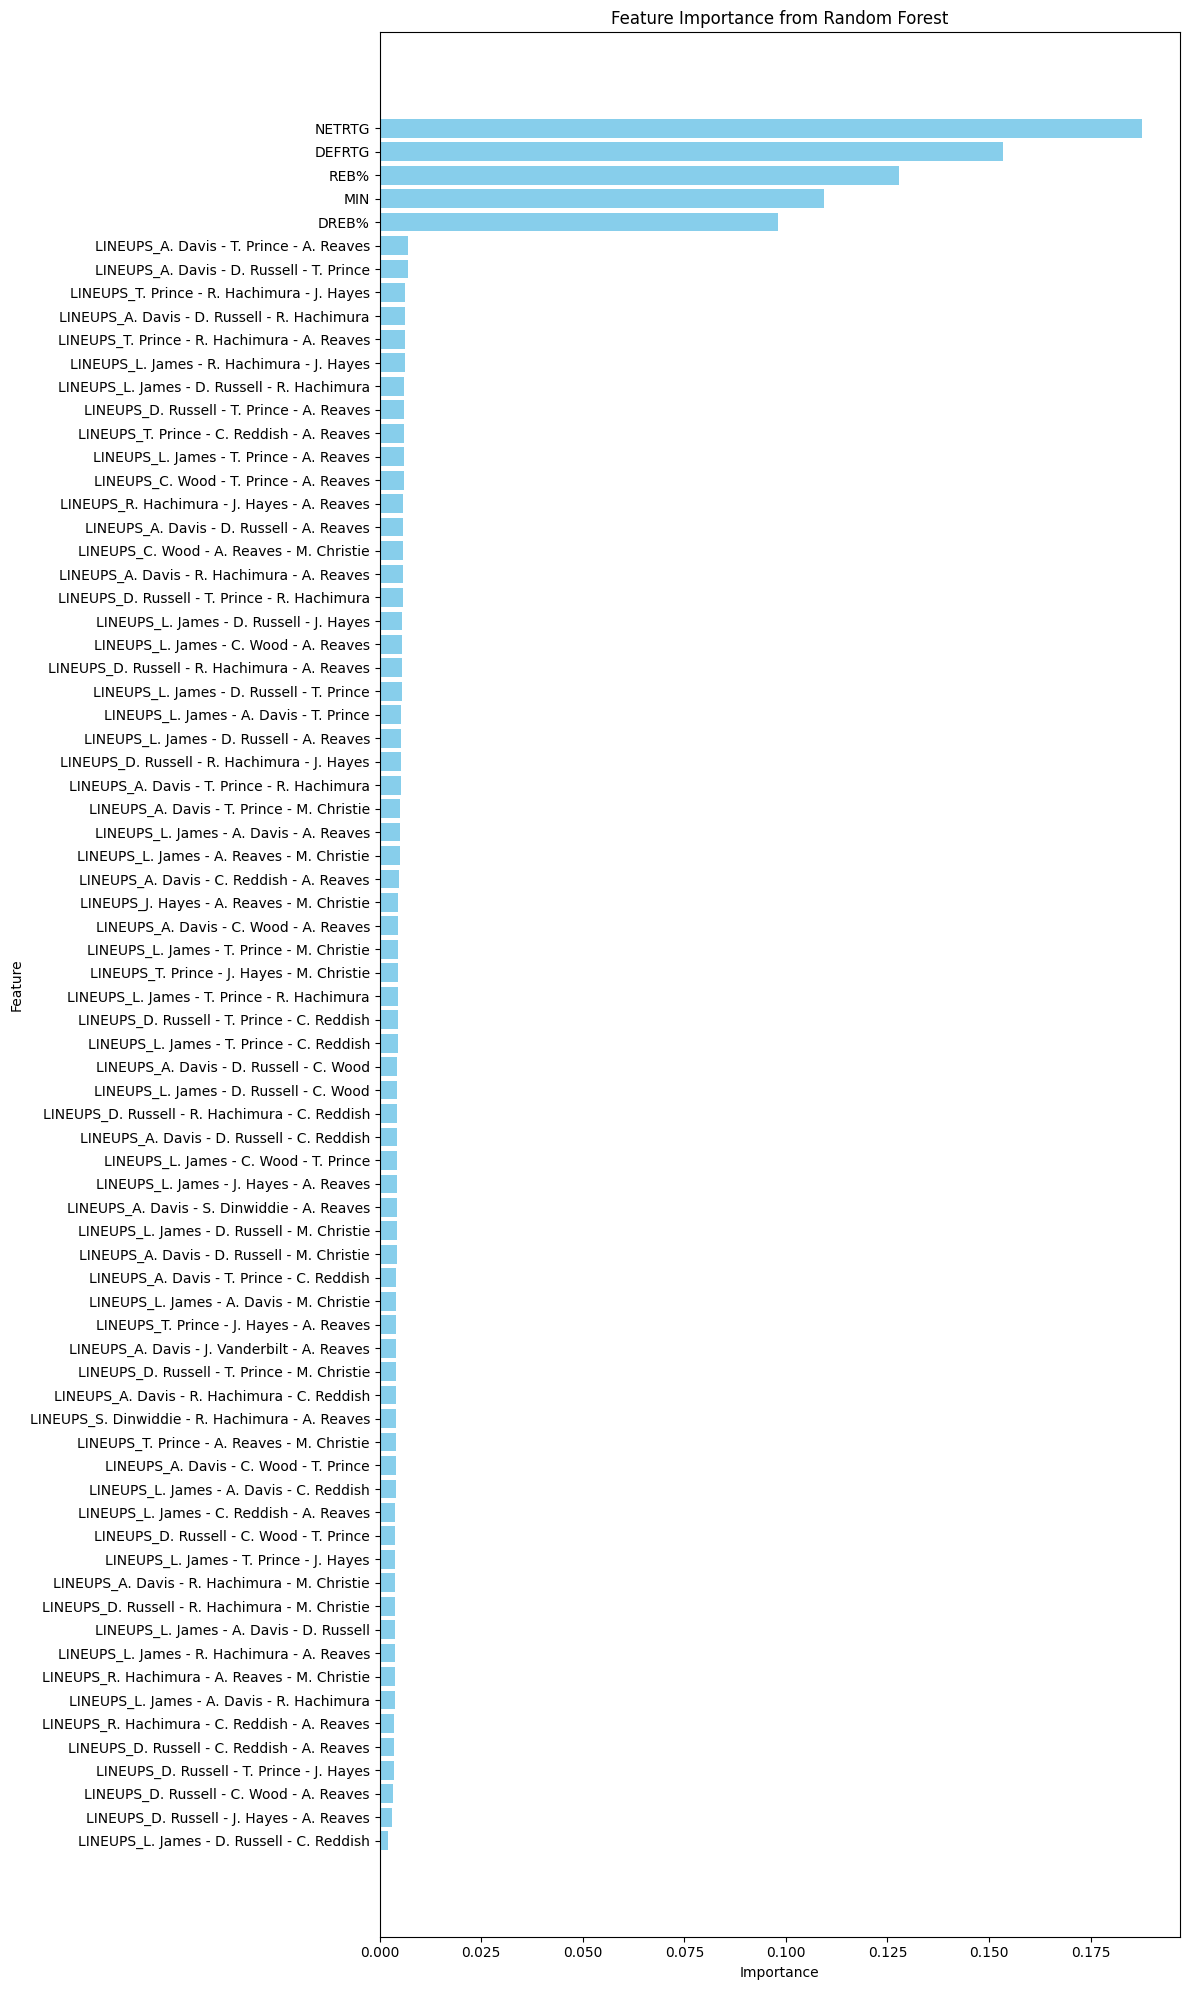 Feature Importance from Random Forest
NETRTG
DEFRTG
REB%
MIN
DREB%
LINEUPS_A. Davis - T. Prince - A. Reaves
LINEUPS_A. Davis - D. Russell - T. Prince
LINEUPS_T. Prince - R. Hachimura - J. Hayes
LINEUPS_A. Davis - D. Russell - R. Hachimura
LINEUPS_T. Prince - R. Hachimura - A. Reaves
LINEUPS_L. James - R. Hachimura - J. Hayes
LINEUPS_L. James - D. Russell - R. Hachimura
LINEUPS_D. Russell - T. Prince - A. Reaves
LINEUPS_T. Prince - C. Reddish - A. Reaves
LINEUPS_L. James - T. Prince - A. Reaves
LINEUPS_C. Wood - T. Prince - A. Reaves
LINEUPS_R. Hachimura - J. Hayes - A. Reaves
LINEUPS_A. Davis - D. Russell - A. Reaves
LINEUPS_C. Wood - A. Reaves - M. Christie
LINEUPS_A. Davis - R. Hachimura - A. Reaves
LINEUPS_D. Russell - T. Prince - R. Hachimura
LINEUPS_L. James - D. Russell - J. Hayes
LINEUPS_L. James - C. Wood - A. Reaves
LINEUPS_D. Russell - R. Hachimura - A. Reaves
LINEUPS_L. James - D. Russell - T. Prince
LINEUPS_L. James - A. Davis - T. Prince
LINEUPS_L. James - D. Russell - A. Reaves
LINEUPS_D. Russell - R. Hachimura - J. Hayes
LINEUPS_A. Davis - T. Prince - R. Hachimura
LINEUPS_A. Davis - T. Prince - M. Christie
LINEUPS_L. James - A. Davis - A. Reaves
LINEUPS_L. James - A. Reaves - M. Christie
LINEUPS_A. Davis - C. Reddish - A. Reaves
LINEUPS_J. Hayes - A. Reaves - M. Christie
LINEUPS_A. Davis - C. Wood - A. Reaves
LINEUPS_L. James - T. Prince - M. Christie
LINEUPS_T. Prince - J. Hayes - M. Christie
LINEUPS_L. James - T. Prince - R. Hachimura
LINEUPS_D. Russell - T. Prince - C. Reddish
LINEUPS_L. James - T. Prince - C. Reddish
LINEUPS_A. Davis - D. Russell - C. Wood
LINEUPS_L. James - D. Russell - C. Wood
LINEUPS_D. Russell - R. Hachimura - C. Reddish
LINEUPS_A. Davis - D. Russell - C. Reddish
LINEUPS_L. James - C. Wood - T. Prince
LINEUPS_L. James - J. Hayes - A. Reaves
LINEUPS_A. Davis - S. Dinwiddie - A. Reaves
LINEUPS_L. James - D. Russell - M. Christie
LINEUPS_A. Davis - D. Russell - M. Christie
LINEUPS_A. Davis - T. Prince - C. Reddish
LINEUPS_L. James - A. Davis - M. Christie
LINEUPS_T. Prince - J. Hayes - A. Reaves
LINEUPS_A. Davis - J. Vanderbilt - A. Reaves
LINEUPS_D. Russell - T. Prince - M. Christie
LINEUPS_A. Davis - R. Hachimura - C. Reddish
LINEUPS_S. Dinwiddie - R. Hachimura - A. Reaves
LINEUPS_T. Prince - A. Reaves - M. Christie
LINEUPS_A. Davis - C. Wood - T. Prince
LINEUPS_L. James - A. Davis - C. Reddish
LINEUPS_L. James - C. Reddish - A. Reaves
LINEUPS_D. Russell - C. Wood - T. Prince
LINEUPS_L. James - T. Prince - J. Hayes
LINEUPS_A. Davis - R. Hachimura - M. Christie
LINEUPS_D. Russell - R. Hachimura - M. Christie
LINEUPS_L. James - A. Davis - D. Russell
LINEUPS_L. James - R. Hachimura - A. Reaves
LINEUPS_R. Hachimura - A. Reaves - M. Christie
LINEUPS_L. James - A. Davis - R. Hachimura
LINEUPS_R. Hachimura - C. Reddish - A. Reaves
LINEUPS_D. Russell - C. Reddish - A. Reaves
LINEUPS_D. Russell - T. Prince - J. Hayes
LINEUPS_D. Russell - C. Wood - A. Reaves
LINEUPS_D. Russell - J. Hayes - A. Reaves
LINEUPS_L. James - D. Russell - C. Reddish
Feature
0.000 0.025 0.050 0.075 0.100 0.125 0.150 0.175
Importance